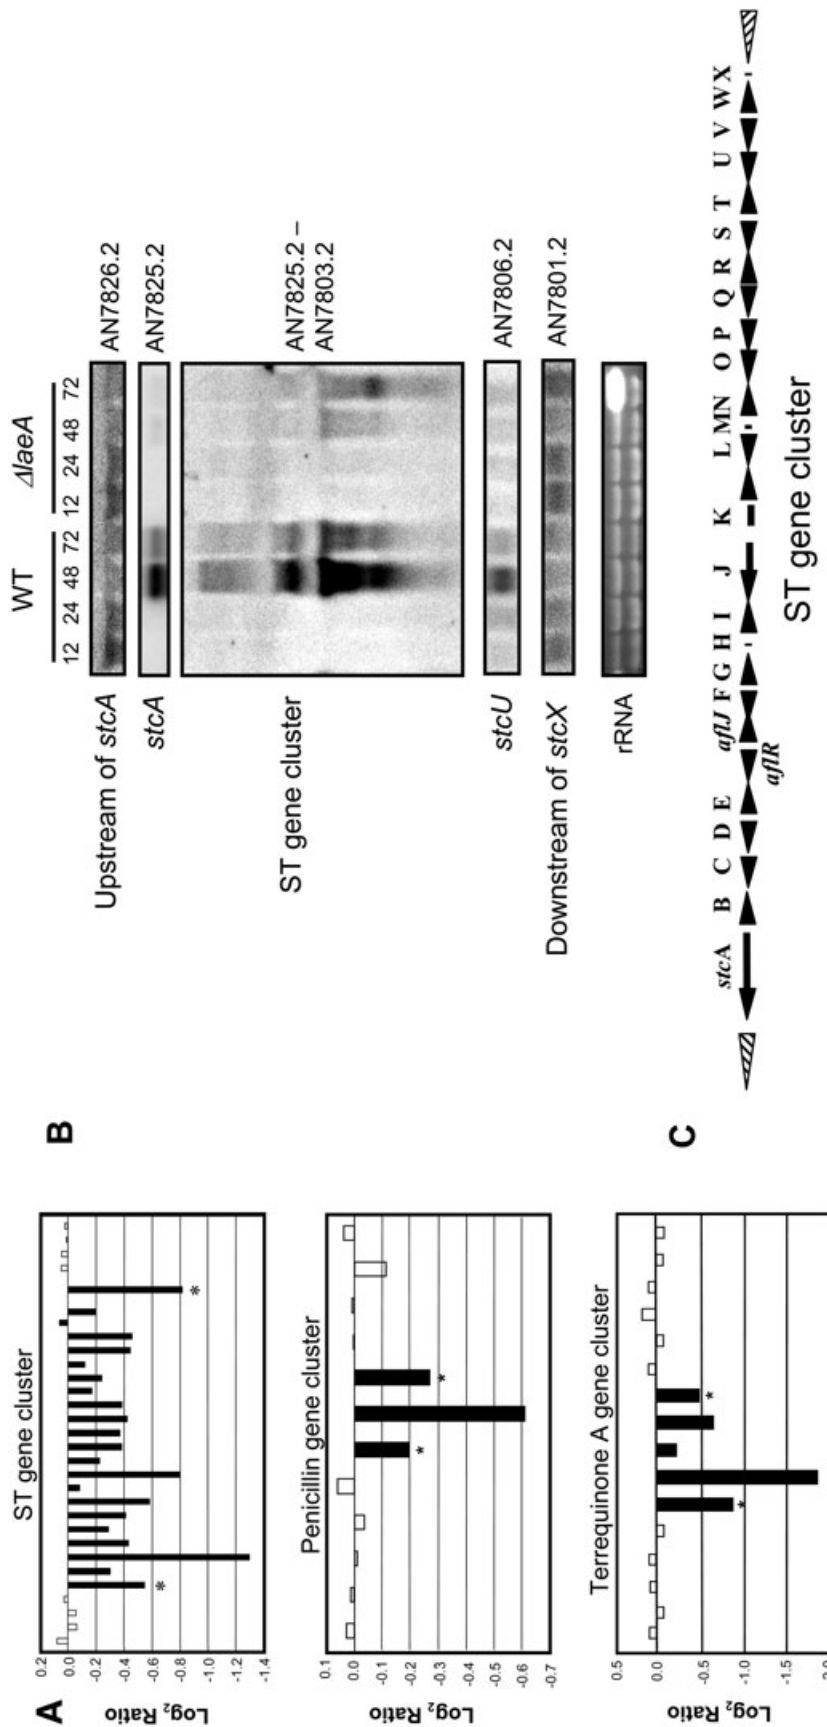 A
ST gene cluster
Log₂ Ratio
0.2
0.0
-0.2
-0.4
-0.6
-0.8
-1.0
-1.2
-1.4
*
*
Penicillin gene cluster
Log₂ Ratio
0.1
0.0
-0.1
-0.2
-0.3
-0.4
-0.5
-0.6
-0.7
*
*
Terrequinone A gene cluster
Log₂ Ratio
0.5
0.0
-0.5
-1.0
-1.5
*
*
B
WT ΔlaeA
12 24 48 72 12 24 48 72
Upstream of stcA AN7826.2
stcA AN7825.2
ST gene cluster AN7825.2 –
AN7803.2
stcU AN7806.2
Downstream of stcX AN7801.2
rRNA
C
stcA B C D E aflJ F G H I J K L M N O P Q R S T U V W X
aflR
ST gene cluster